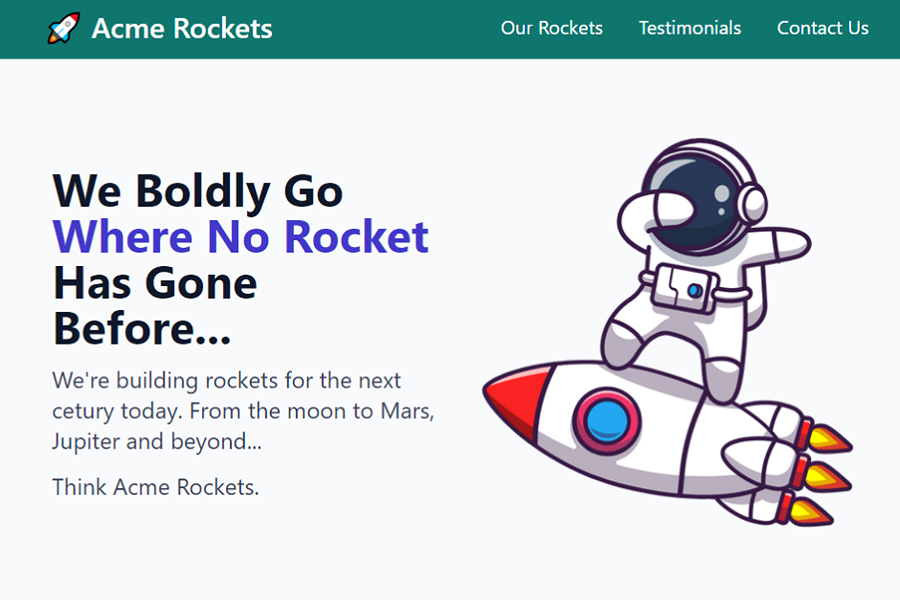 Acme Rockets
Our Rockets Testimonials Contact Us
We Boldly Go
Where No Rocket
Has Gone
Before...
We're building rockets for the next
cetury today. From the moon to Mars,
Jupiter and beyond...
Think Acme Rockets.